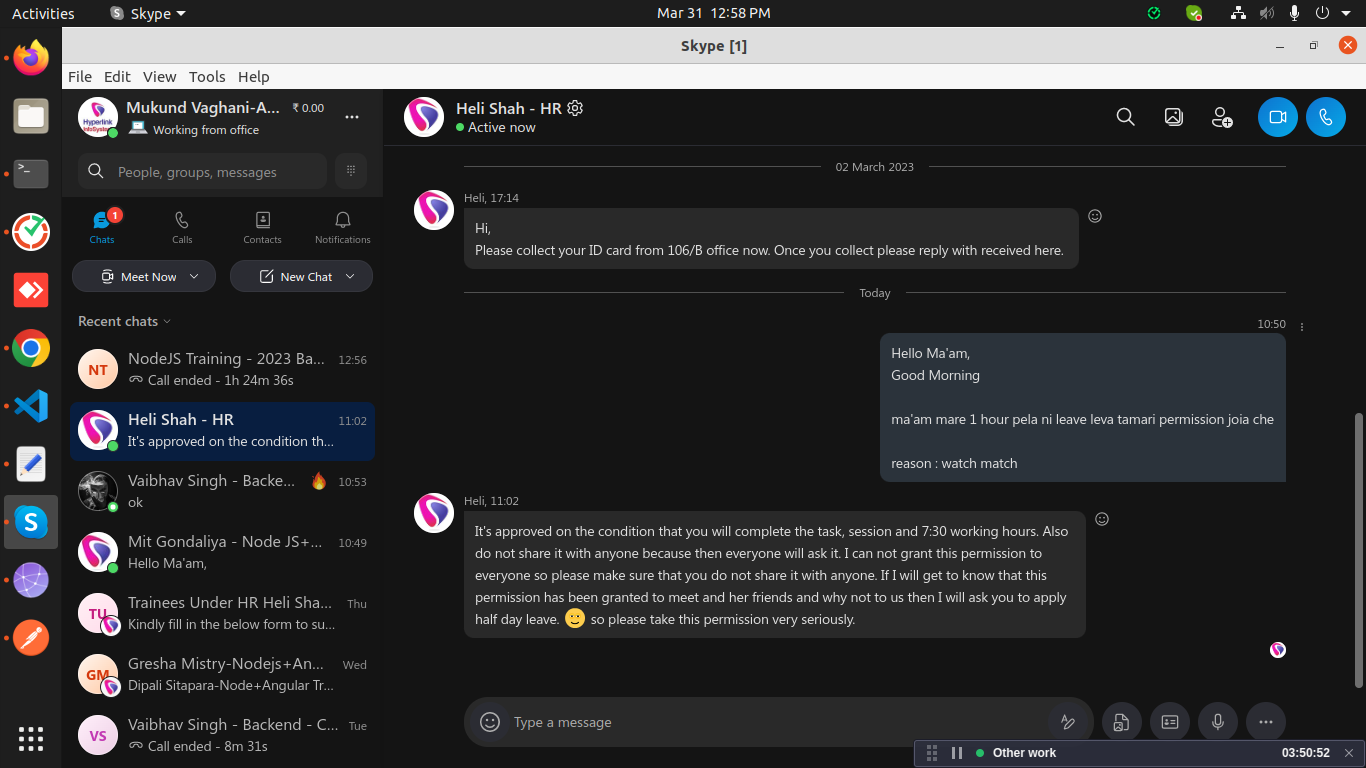 Activities
Skype
Mar 31 12:58 PM
Skype [1]
File Edit View Tools Help
Mukund Vaghani-A...
₹ 0.00
Hyperlink
InfoSystem
Working from office
People, groups, messages
1
Chats
Calls
Contacts
Notifications
Meet Now
New Chat
Recent chats
NT
NodeJS Training - 2023 Ba...
12:56
Call ended - 1h 24m 36s
Heli Shah - HR
11:02
It's approved on the condition th...
Vaibhav Singh - Backe...
10:53
ok
Mit Gondaliya - Node JS+...
10:49
Hello Ma'am,
TU
Trainees Under HR Heli Sha...
Thu
Kindly fill in the below form to su...
GM
Gresha Mistry-Nodejs+An...
Wed
Dipali Sitapara-Node+Angular Tr...
VS
Vaibhav Singh - Backend - C...
Tue
Call ended - 8m 31s
Heli Shah - HR
Active now
02 March 2023
Heli, 17:14
Hi,
Please collect your ID card from 106/B office now. Once you collect please reply with received here.
Today
10:50
Hello Ma'am,
Good Morning
ma'am mare 1 hour pela ni leave leva tamari permission joia che
reason : watch match
Heli, 11:02
It's approved on the condition that you will complete the task, session and 7:30 working hours. Also
do not share it with anyone because then everyone will ask it. I can not grant this permission to
everyone so please make sure that you do not share it with anyone. If I will get to know that this
permission has been granted to meet and her friends and why not to us then I will ask you to apply
half day leave. 🙂 so please take this permission very seriously.
Type a message
Other work
03:50:52